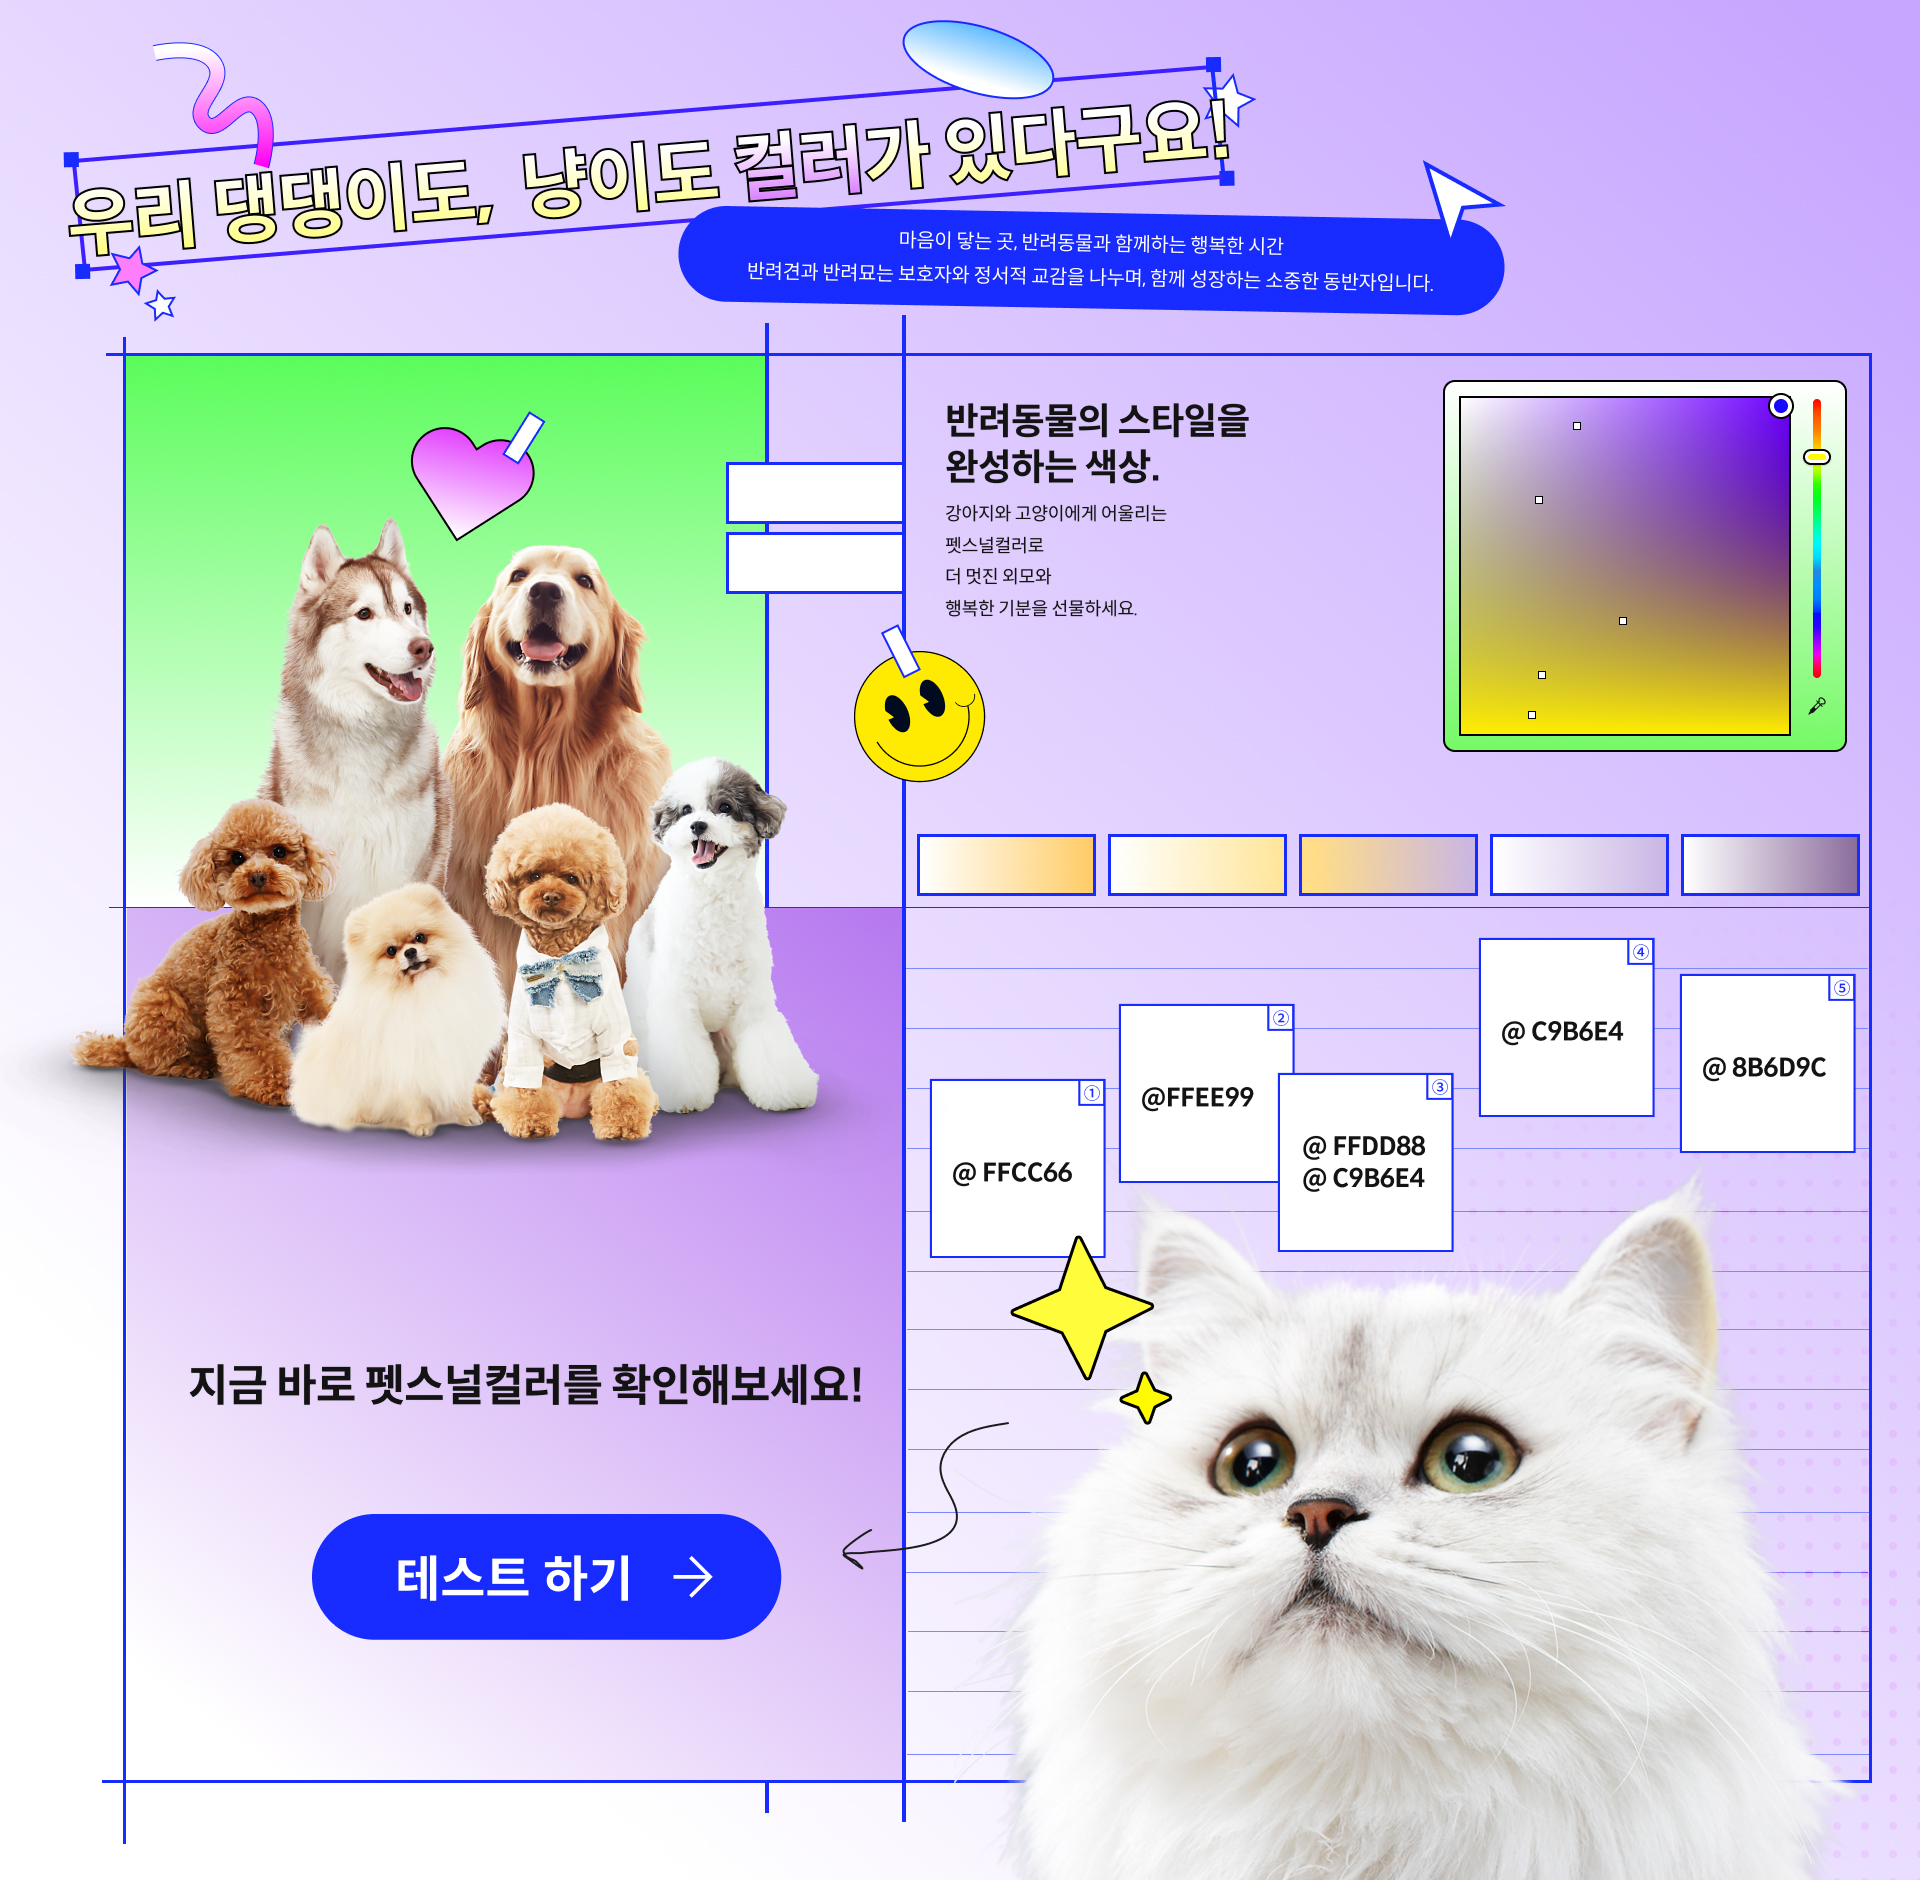 우리 댕댕이도, 냥이도 컬러가 있다구요!
마음이 닿는 곳, 반려동물과 함께하는 행복한 시간
반려견과 반려묘는 보호자와 정서적 교감을 나누며, 함께 성장하는 소중한 동반자입니다.
반려동물의 스타일을
완성하는 색상.
강아지와 고양이에게 어울리는
펫스널컬러로
더 멋진 외모와
행복한 기분을 선물하세요.
①
@ FFCC66
②
@FFEE99
③
@ FFDD88
@ C9B6E4
④
@ C9B6E4
⑤
@ 8B6D9C
지금 바로 펫스널컬러를 확인해보세요!
테스트 하기